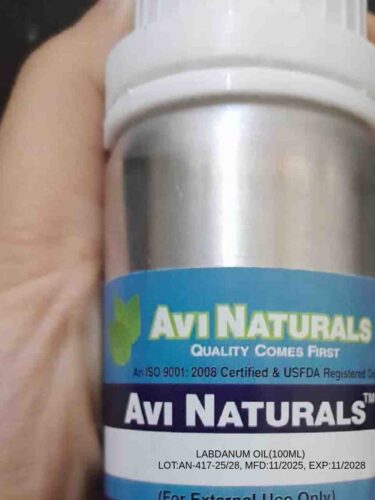 AVI NATURALS
QUALITY COMES FIRST
An ISO 9001: 2008 Certified & USFDA Registered
AVI NATURALS™
LABDANUM OIL(100ML)
LOT:AN-417-25/28, MFD:11/2025, EXP:11/2028
(For External Use Only)